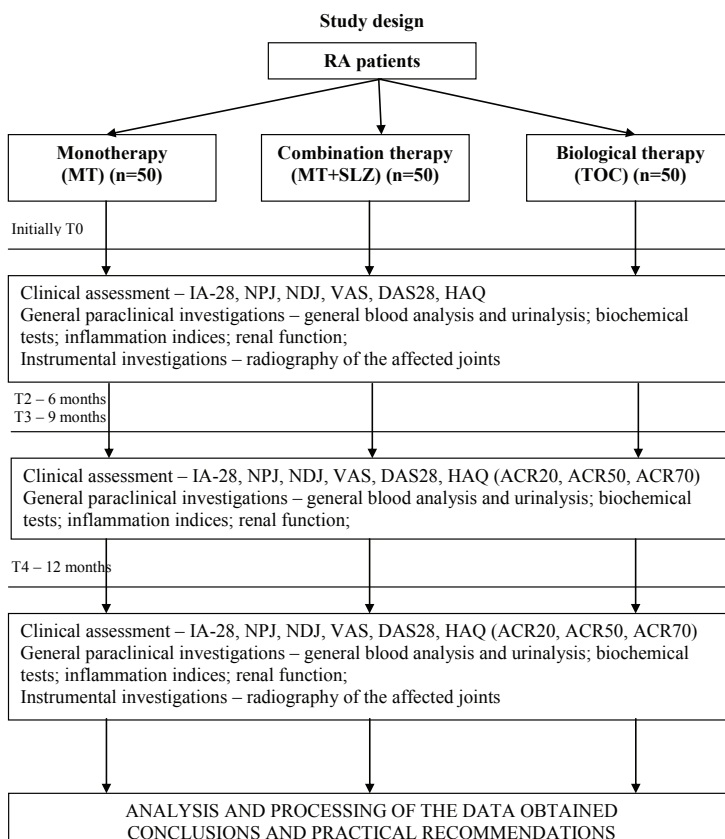 Study design
RA patients
Monotherapy
(MT) (n=50)
Combination therapy
(MT+SLZ) (n=50)
Biological therapy
(TOC) (n=50)
Initially T0
Clinical assessment – IA-28, NPJ, NDJ, VAS, DAS28, HAQ
General paraclinical investigations – general blood analysis and urinalysis; biochemical
tests; inflammation indices; renal function;
Instrumental investigations – radiography of the affected joints
T2 – 6 months
T3 – 9 months
Clinical assessment – IA-28, NPJ, NDJ, VAS, DAS28, HAQ (ACR20, ACR50, ACR70)
General paraclinical investigations – general blood analysis and urinalysis; biochemical
tests; inflammation indices; renal function;
T4 – 12 months
Clinical assessment – IA-28, NPJ, NDJ, VAS, DAS28, HAQ (ACR20, ACR50, ACR70)
General paraclinical investigations – general blood analysis and urinalysis; biochemical
tests; inflammation indices; renal function;
Instrumental investigations – radiography of the affected joints
ANALYSIS AND PROCESSING OF THE DATA OBTAINED
CONCLUSIONS AND PRACTICAL RECOMMENDATIONS